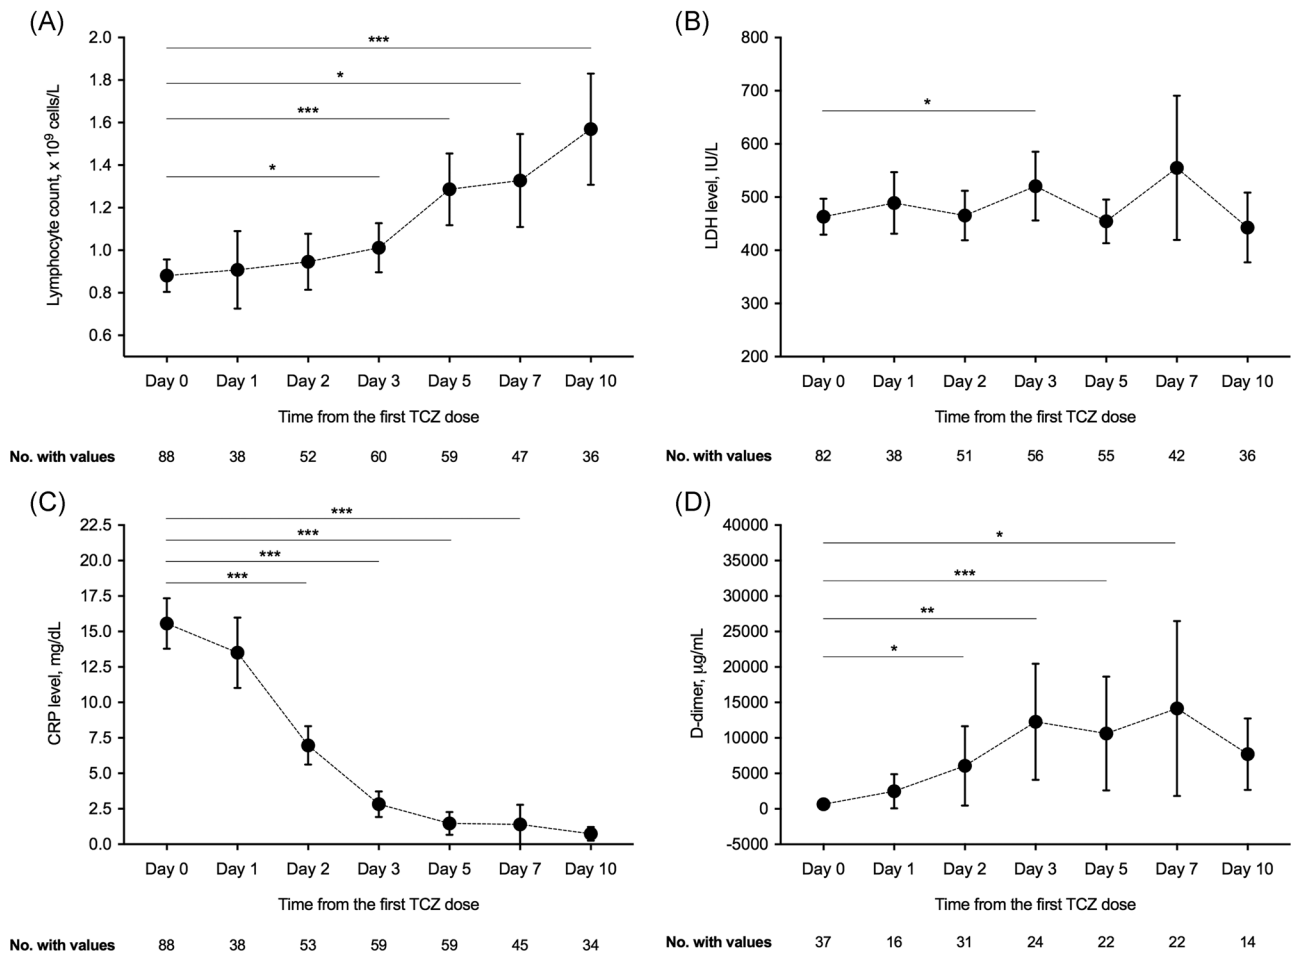 (A)
2.0
1.8
1.6
1.4
1.2
1.0
0.8
0.6
Lymphocyte count, x 10⁹ cells/L
***
*
***
*
Day 0 Day 1 Day 2 Day 3 Day 5 Day 7 Day 10
Time from the first TCZ dose
No. with values 88 38 52 60 59 47 36
(B)
800
700
600
500
400
300
200
LDH level, IU/L
*
Day 0 Day 1 Day 2 Day 3 Day 5 Day 7 Day 10
Time from the first TCZ dose
No. with values 82 38 51 56 55 42 36
(C)
22.5
20.0
17.5
15.0
12.5
10.0
7.5
5.0
2.5
0.0
CRP level, mg/dL
***
***
***
***
Day 0 Day 1 Day 2 Day 3 Day 5 Day 7 Day 10
Time from the first TCZ dose
No. with values 88 38 53 59 59 45 34
(D)
40000
35000
30000
25000
20000
15000
10000
5000
0
-5000
D-dimer, µg/mL
*
***
**
*
Day 0 Day 1 Day 2 Day 3 Day 5 Day 7 Day 10
Time from the first TCZ dose
No. with values 37 16 31 24 22 22 14